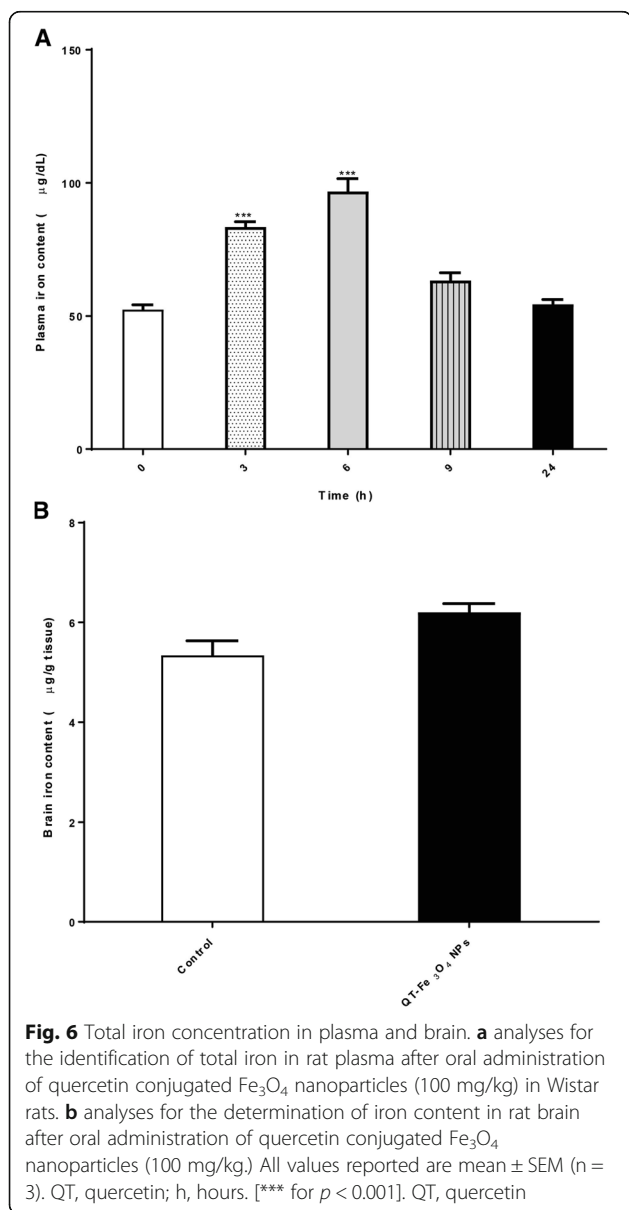 A
150
100
50
0
Plasma iron content ( μg/dL)
***
***
0
3
6
9
24
Time (h)
B
8
6
4
2
0
Brain iron content ( μg/g tissue)
Control
QT-Fe3O4 NPs
Fig. 6 Total iron concentration in plasma and brain. a analyses for
the identification of total iron in rat plasma after oral administration
of quercetin conjugated Fe3O4 nanoparticles (100 mg/kg) in Wistar
rats. b analyses for the determination of iron content in rat brain
after oral administration of quercetin conjugated Fe3O4
nanoparticles (100 mg/kg.) All values reported are mean ± SEM (n =
3). QT, quercetin; h, hours. [*** for p < 0.001]. QT, quercetin